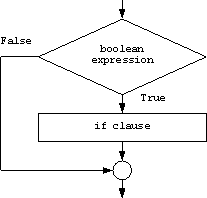 False
boolean
expression
True
if clause